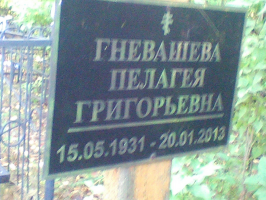 ГНЕВАШЕВА
ПЕЛАГЕЯ
ГРИГОРЬЕВНА
15.05.1931 - 20.01.2013